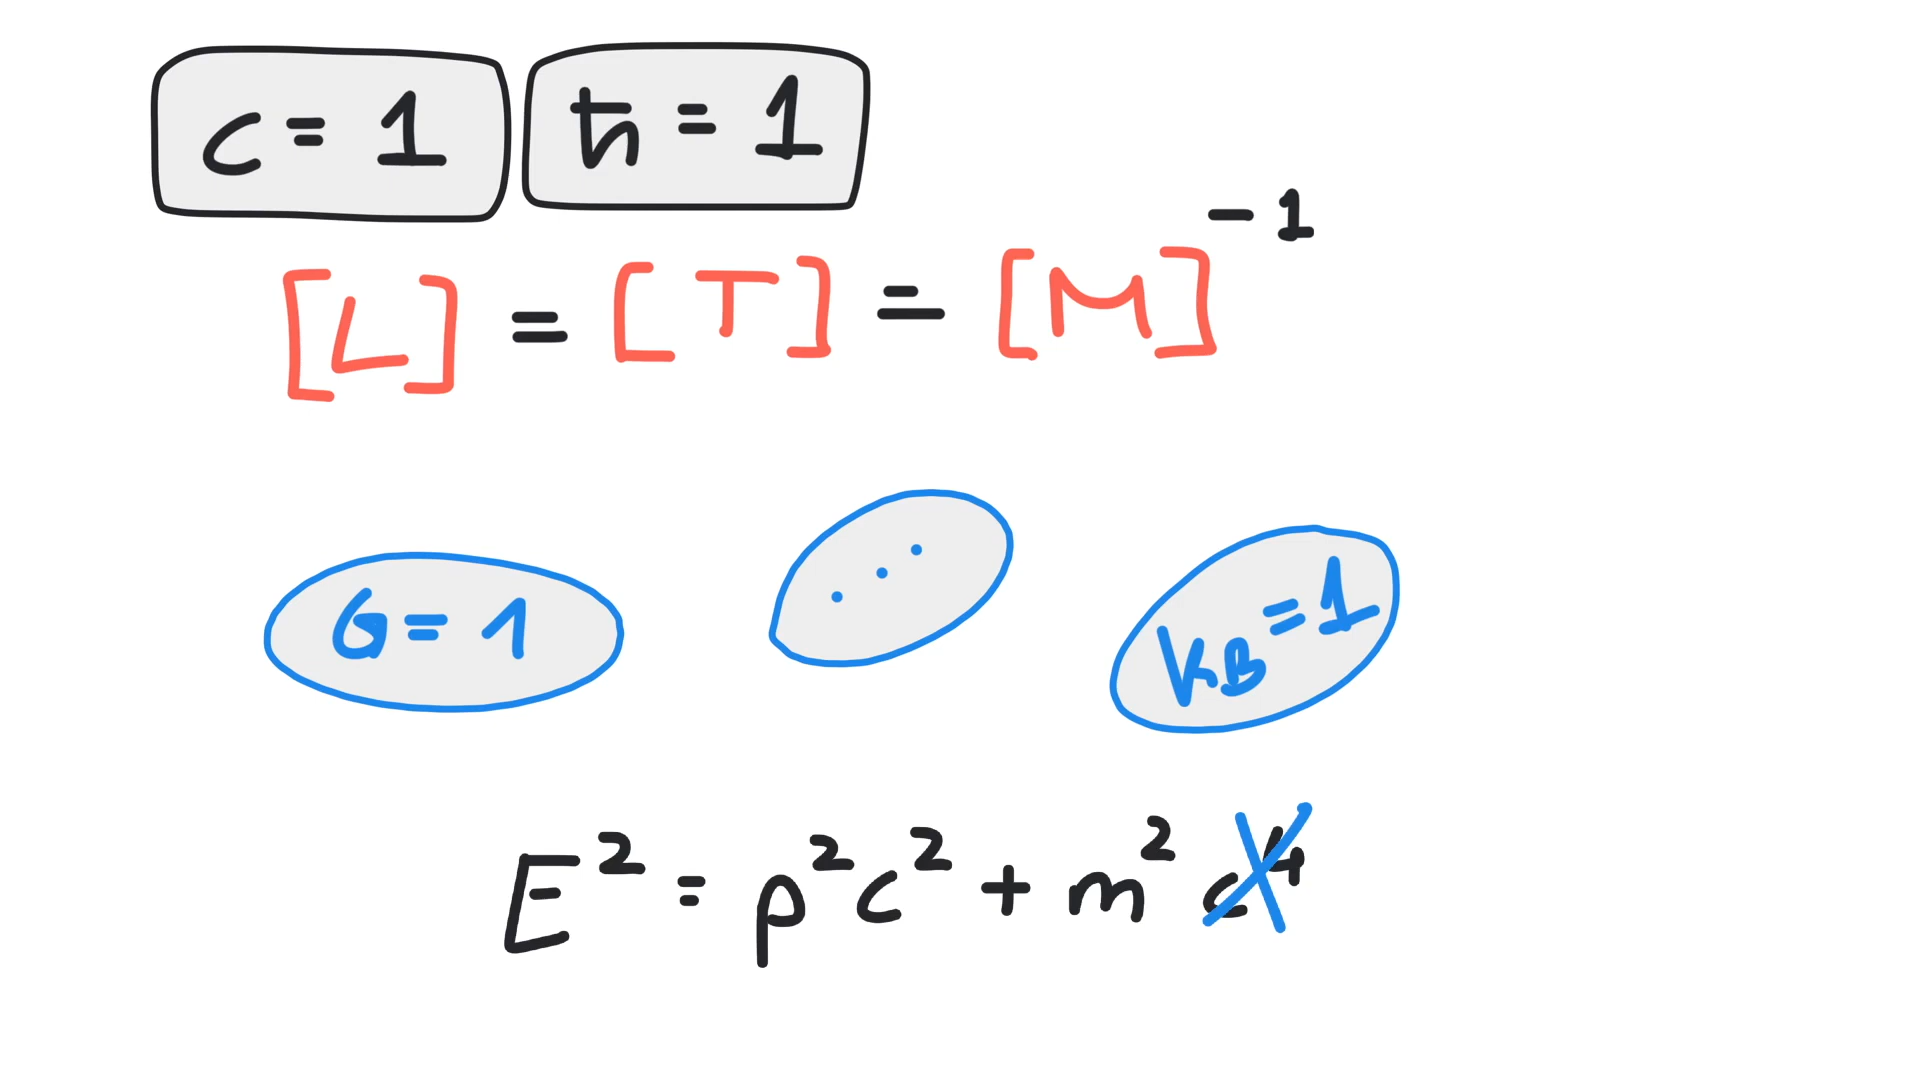 c = 1 ħ = 1
[L] = [T] = [M]⁻¹
G = 1 ... k_B = 1
E² = p²c² + m²c⁴